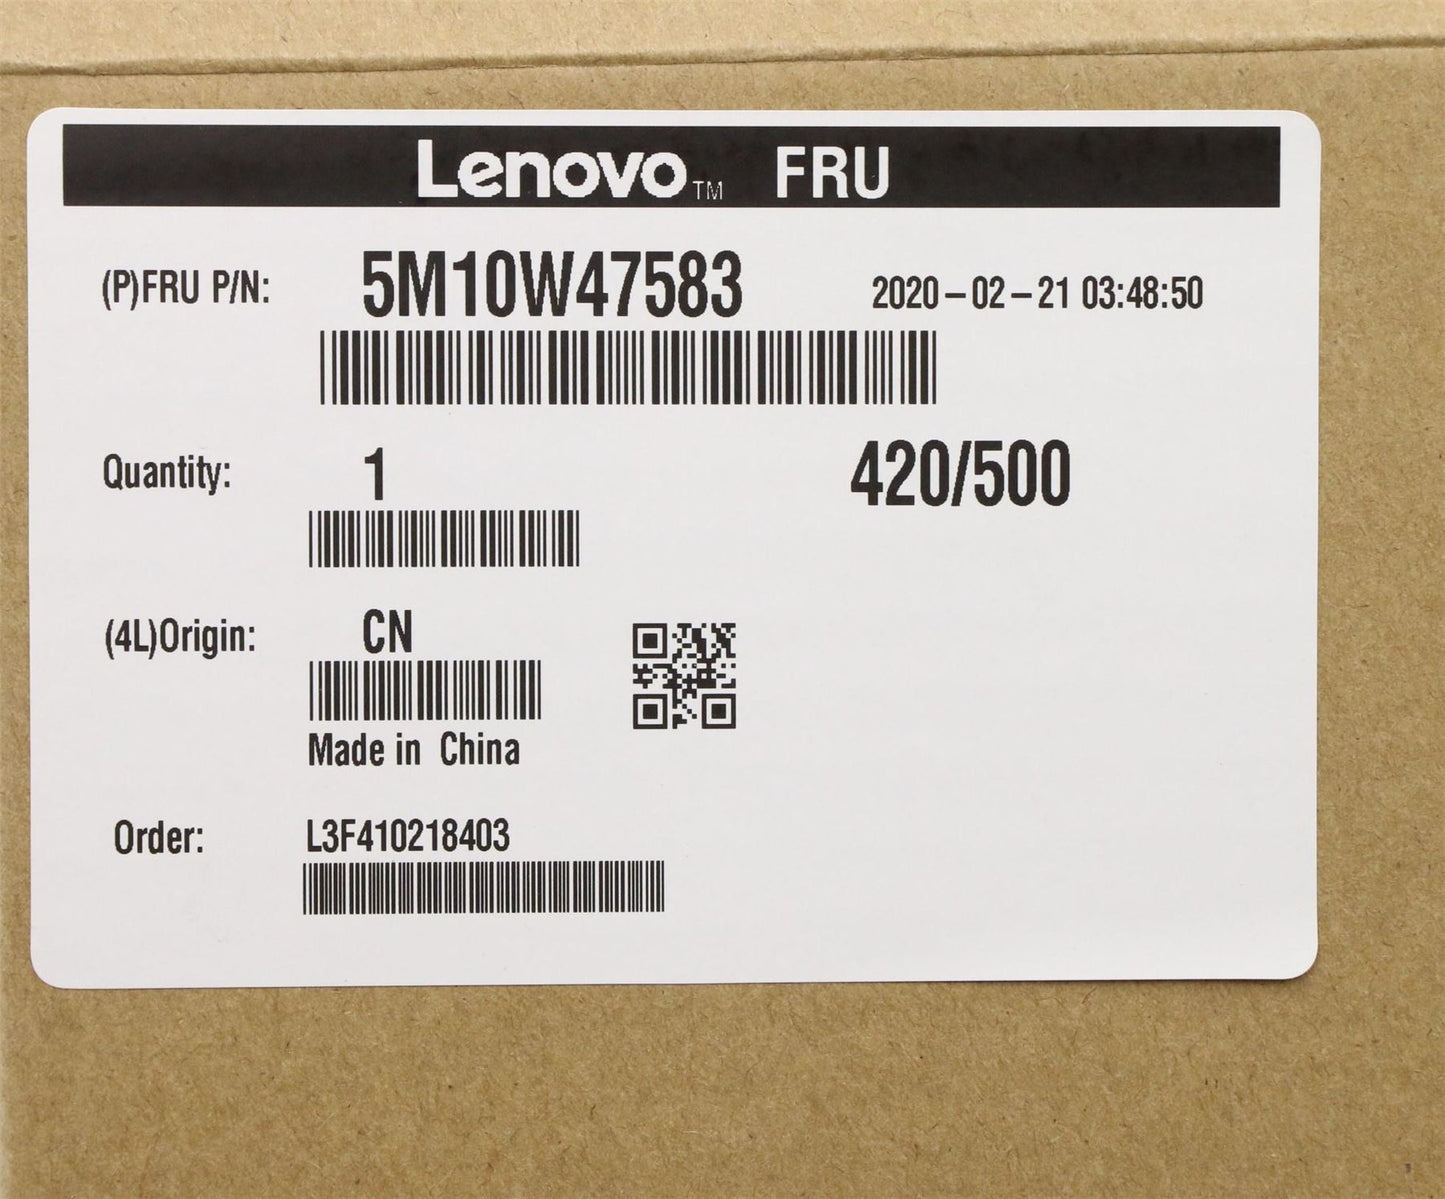 Lenovo™ FRU
(P)FRU P/N: 5M10W47583 2020-02-21 03:48:50
Quantity: 1 420/500
(4L)Origin: CN
Made in China
Order: L3F410218403